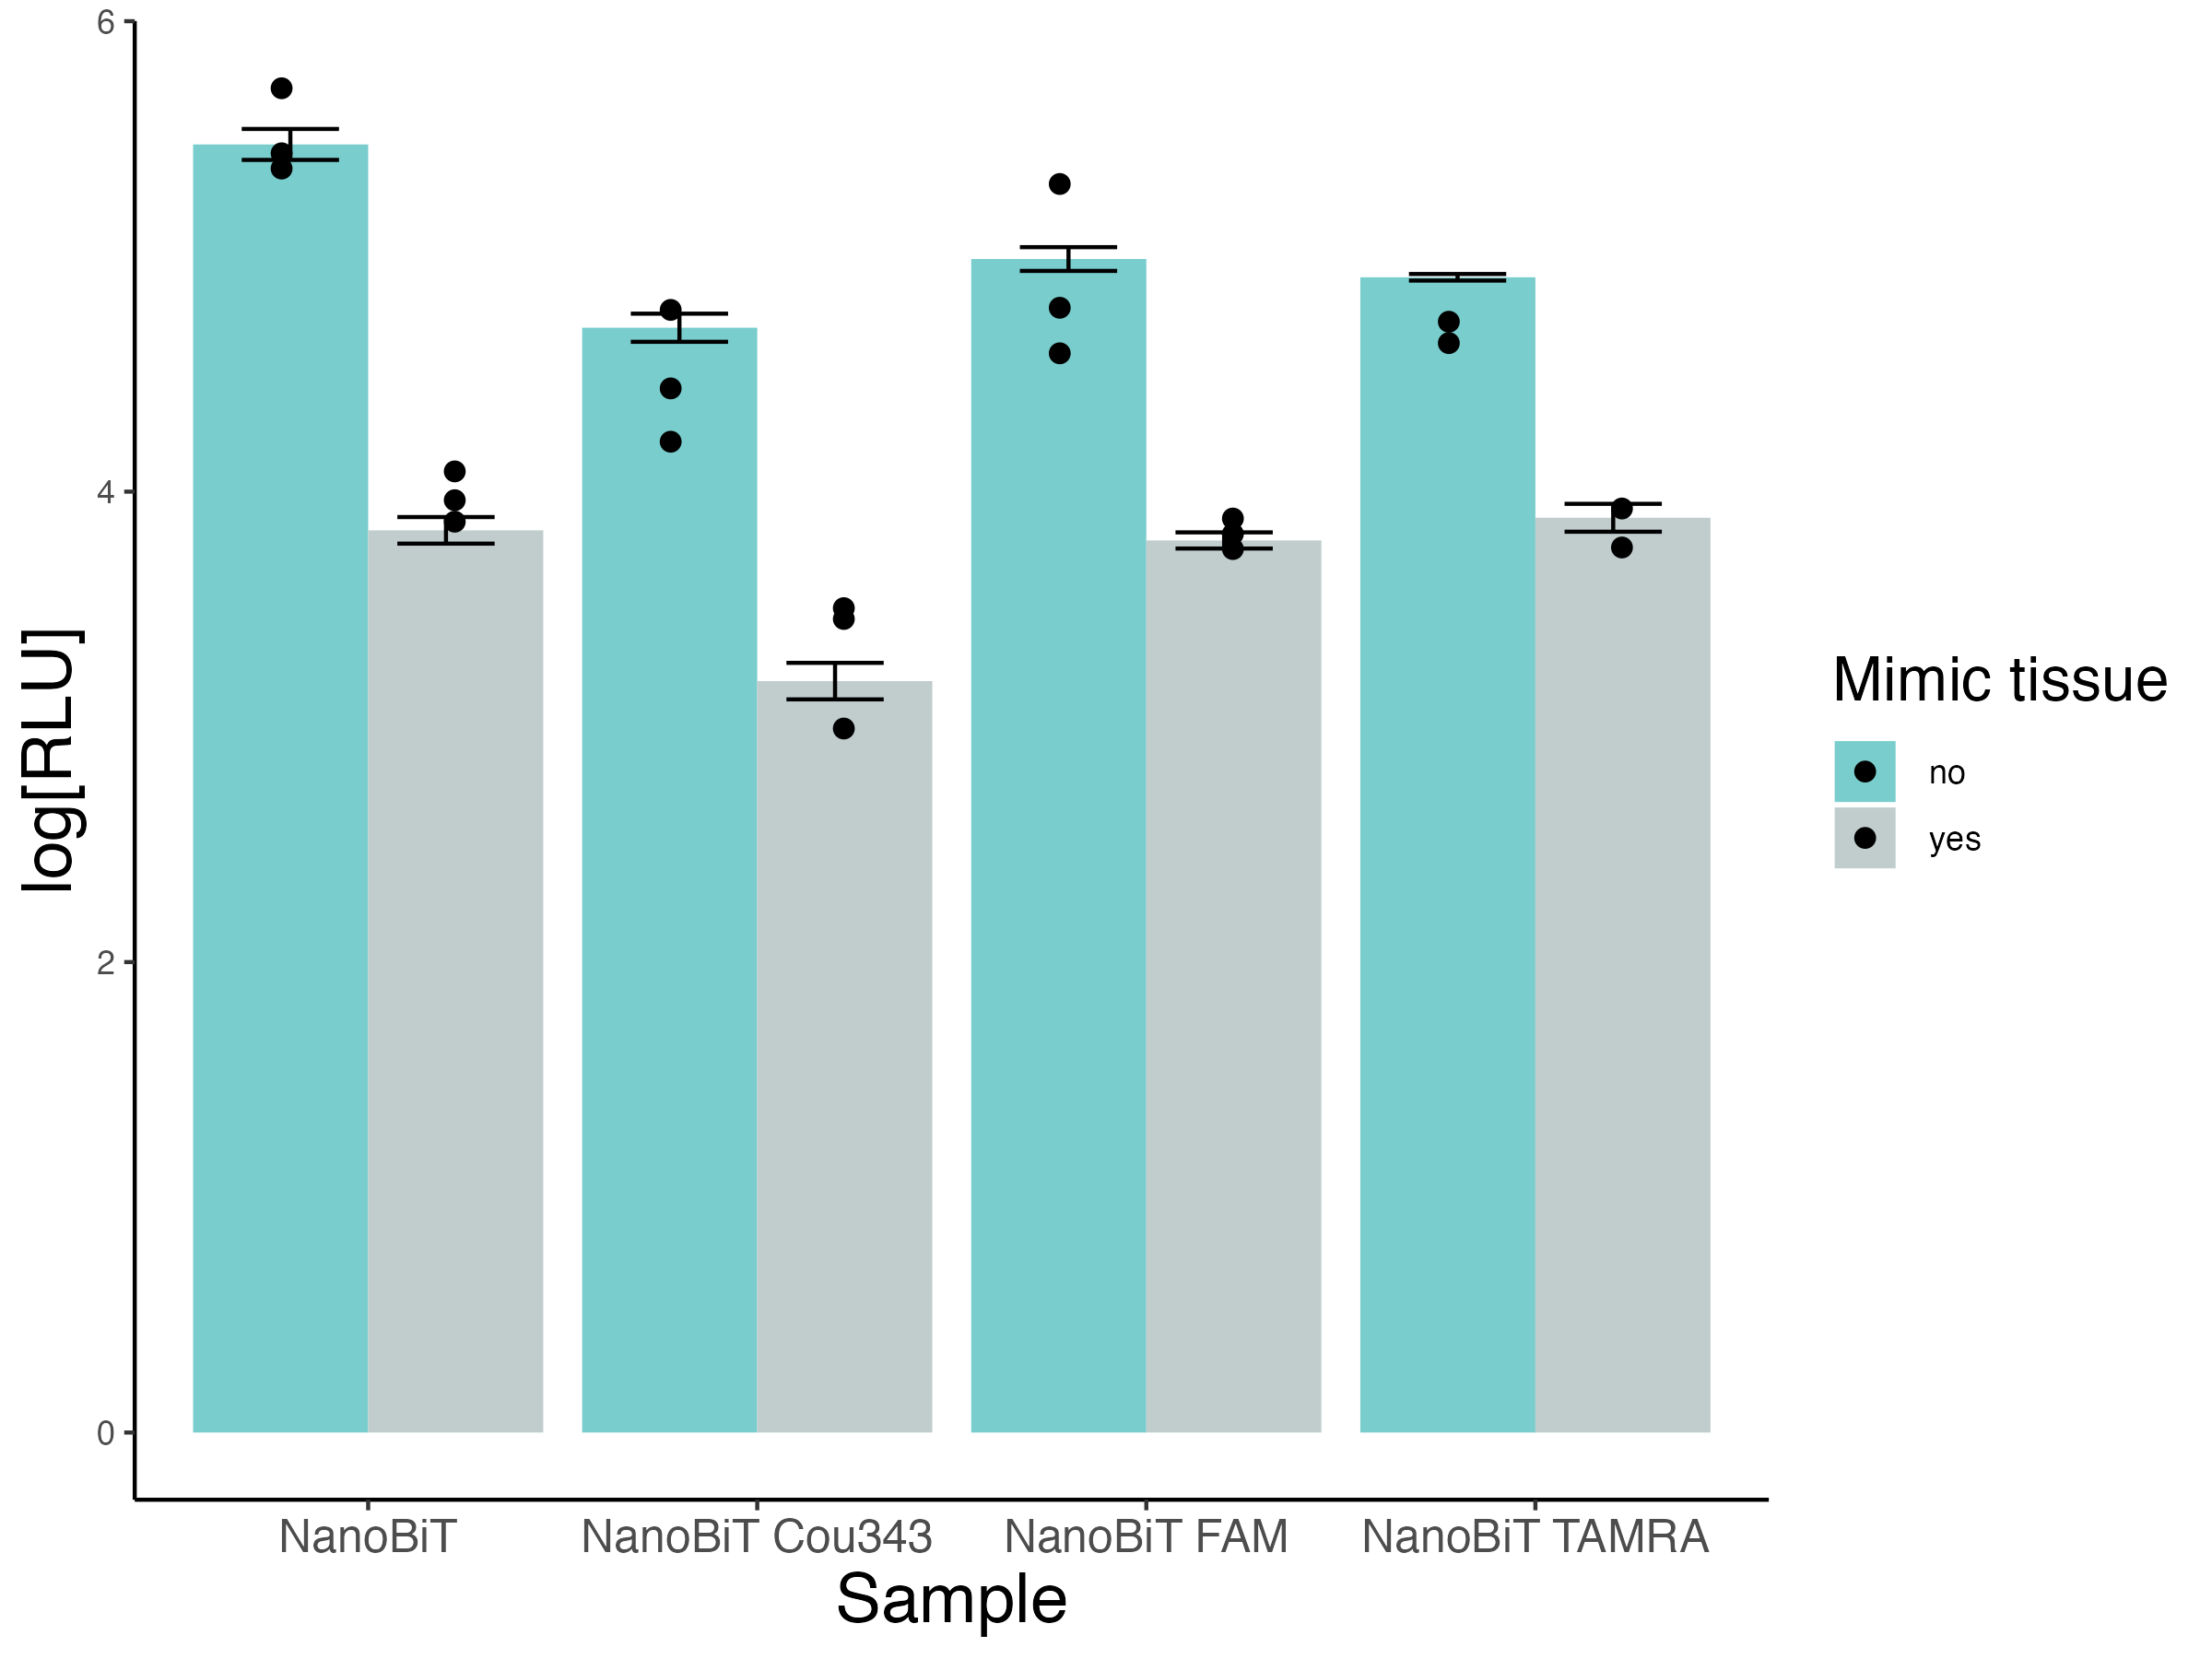 6
4
2
0
log[RLU]
NanoBiT
NanoBiT Cou343
NanoBiT FAM
NanoBiT TAMRA
Sample
Mimic tissue
no
yes